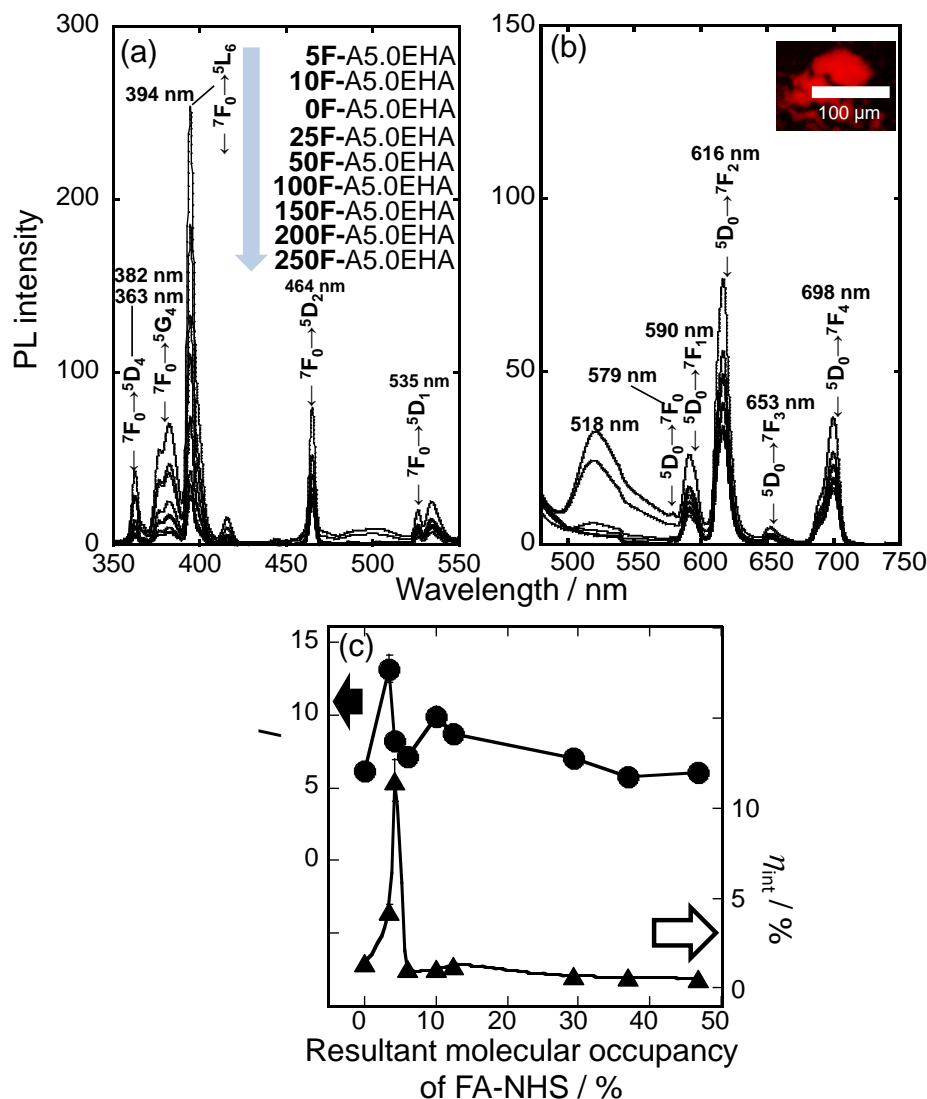 300
200
100
0
PL intensity
(a)
394 nm
← ⁷F₀→⁵L₆
5F-A5.0EHA
10F-A5.0EHA
0F-A5.0EHA
25F-A5.0EHA
50F-A5.0EHA
100F-A5.0EHA
150F-A5.0EHA
200F-A5.0EHA
250F-A5.0EHA
382 nm
363 nm
←⁷F₀→⁵D₄
←⁷F₀→⁵G₄
464 nm
←⁷F₀→⁵D₂
535 nm
←⁷F₀→⁵D₁
350 400 450 500 550
150
100
50
0
(b)
100 µm
616 nm
←⁵D₀→⁷F₂
590 nm
←⁵D₀→⁷F₁
579 nm
←⁵D₀→⁷F₀
518 nm
653 nm
←⁵D₀→⁷F₃
698 nm
←⁵D₀→⁷F₄
500 550 600 650 700 750
Wavelength / nm
(c)
15
10
5
0
I
10
5
0
ηint / %
0 10 20 30 40 50
Resultant molecular occupancy
of FA-NHS / %